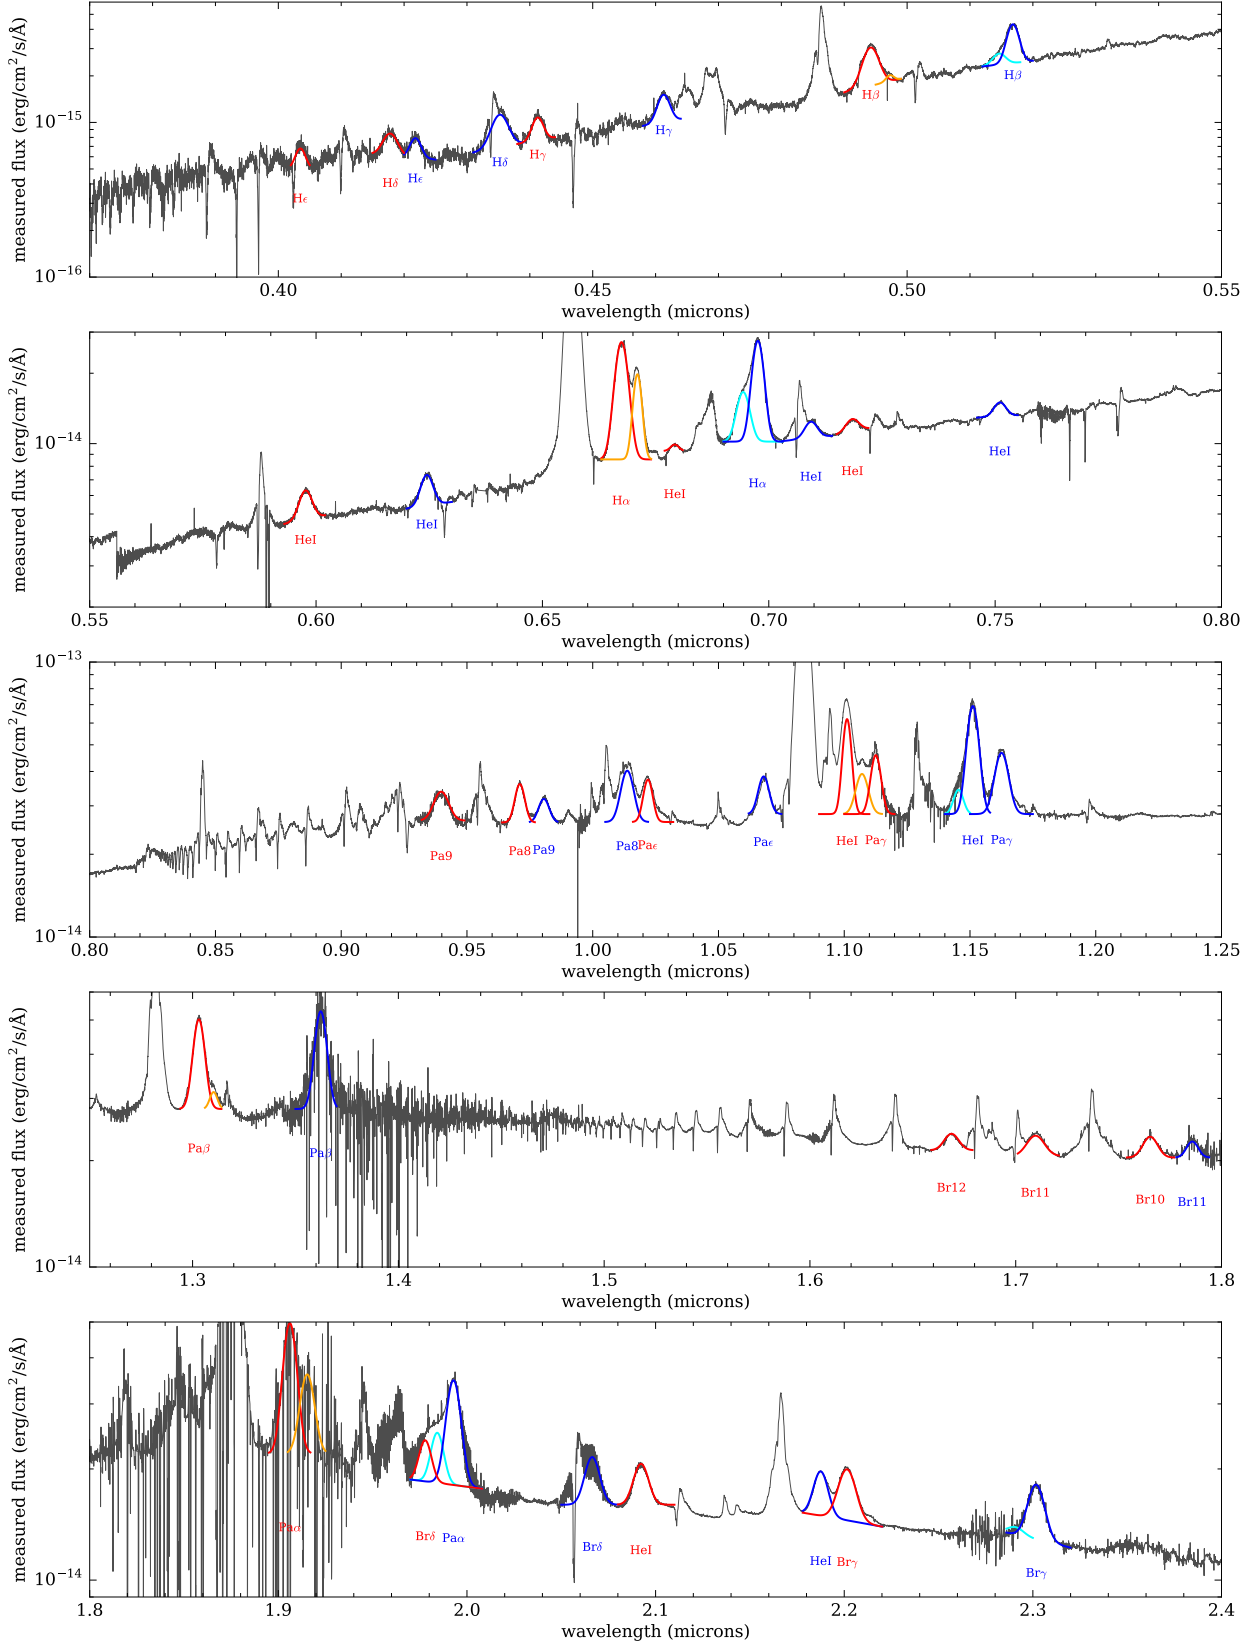 measured flux (erg/cm²/s/Å)
10⁻¹⁵
10⁻¹⁶
Hϵ
Hδ
Hϵ
Hδ
Hγ
Hγ
Hβ
Hβ
0.40
0.45
0.50
0.55
wavelength (microns)
measured flux (erg/cm²/s/Å)
10⁻¹⁴
HeI
HeI
Hα
HeI
Hα
HeI
HeI
HeI
0.55
0.60
0.65
0.70
0.75
0.80
wavelength (microns)
measured flux (erg/cm²/s/Å)
10⁻¹³
10⁻¹⁴
Pa9
Pa8
Pa9
Pa8
Paϵ
Paϵ
HeI
Paγ
HeI
Paγ
0.80
0.85
0.90
0.95
1.00
1.05
1.10
1.15
1.20
1.25
wavelength (microns)
measured flux (erg/cm²/s/Å)
10⁻¹⁴
Paβ
Paβ
Br12
Br11
Br10
Br11
1.3
1.4
1.5
1.6
1.7
1.8
wavelength (microns)
measured flux (erg/cm²/s/Å)
10⁻¹⁴
Paα
Brδ
Paα
Brδ
HeI
HeI
Brγ
Brγ
1.8
1.9
2.0
2.1
2.2
2.3
2.4
wavelength (microns)